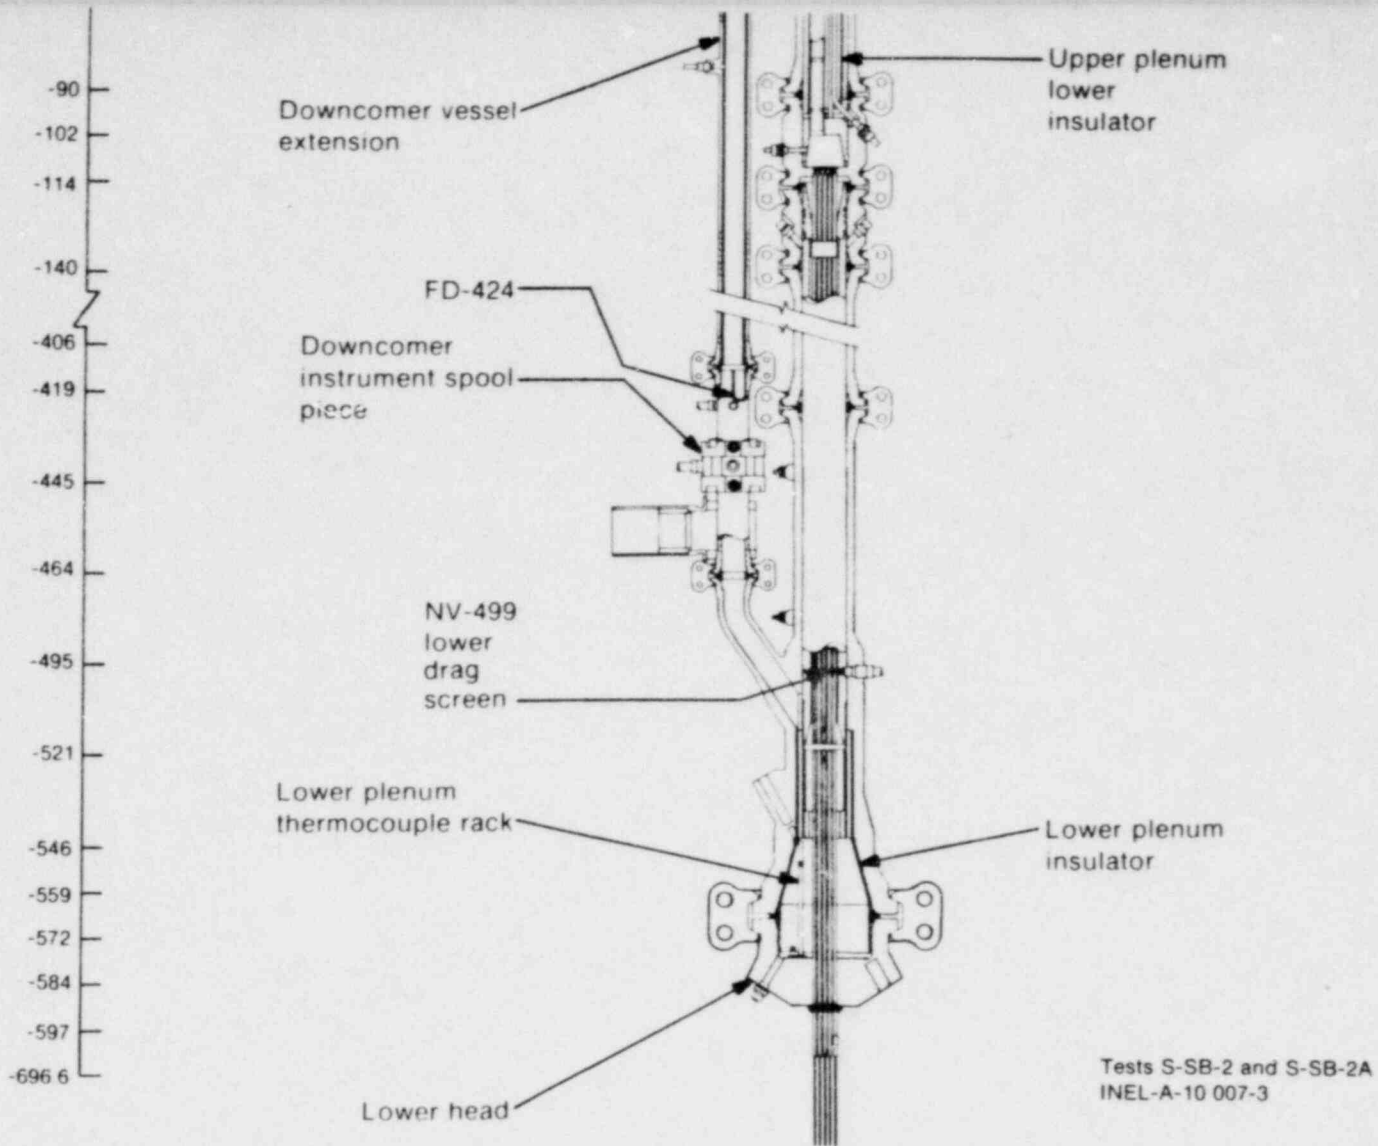 Upper plenum
lower
insulator
-90
Downcomer vessel
extension
-102
-114
-140
FD-424
-406
Downcomer
instrument spool
piece
-419
-445
-464
NV-499
lower
drag
screen
-495
-521
Lower plenum
thermocouple rack
-546
Lower plenum
insulator
-559
-572
-584
-597
-696 6
Tests S-SB-2 and S-SB-2A
INEL-A-10 007-3
Lower head